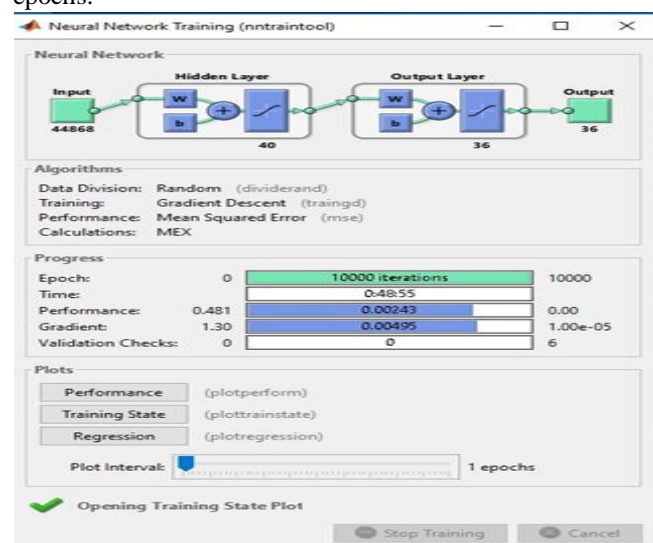 epochs.
Neural Network Training (nntraintool)
Neural Network
Hidden Layer
Output Layer
Input
Output
W
b
W
b
44868
40
36
36
Algorithms
Data Division: Random (dividerand)
Training: Gradient Descent (traingd)
Performance: Mean Squared Error (mse)
Calculations: MEX
Progress
Epoch: 0 10000 iterations 10000
Time: 0:48:55
Performance: 0.481 0.00243 0.00
Gradient: 1.30 0.00495 1.00e-05
Validation Checks: 0 0 6
Plots
Performance (plotperform)
Training State (plottrainstate)
Regression (plotregression)
Plot Interval: 1 epochs
Opening Training State Plot
Stop Training Cancel